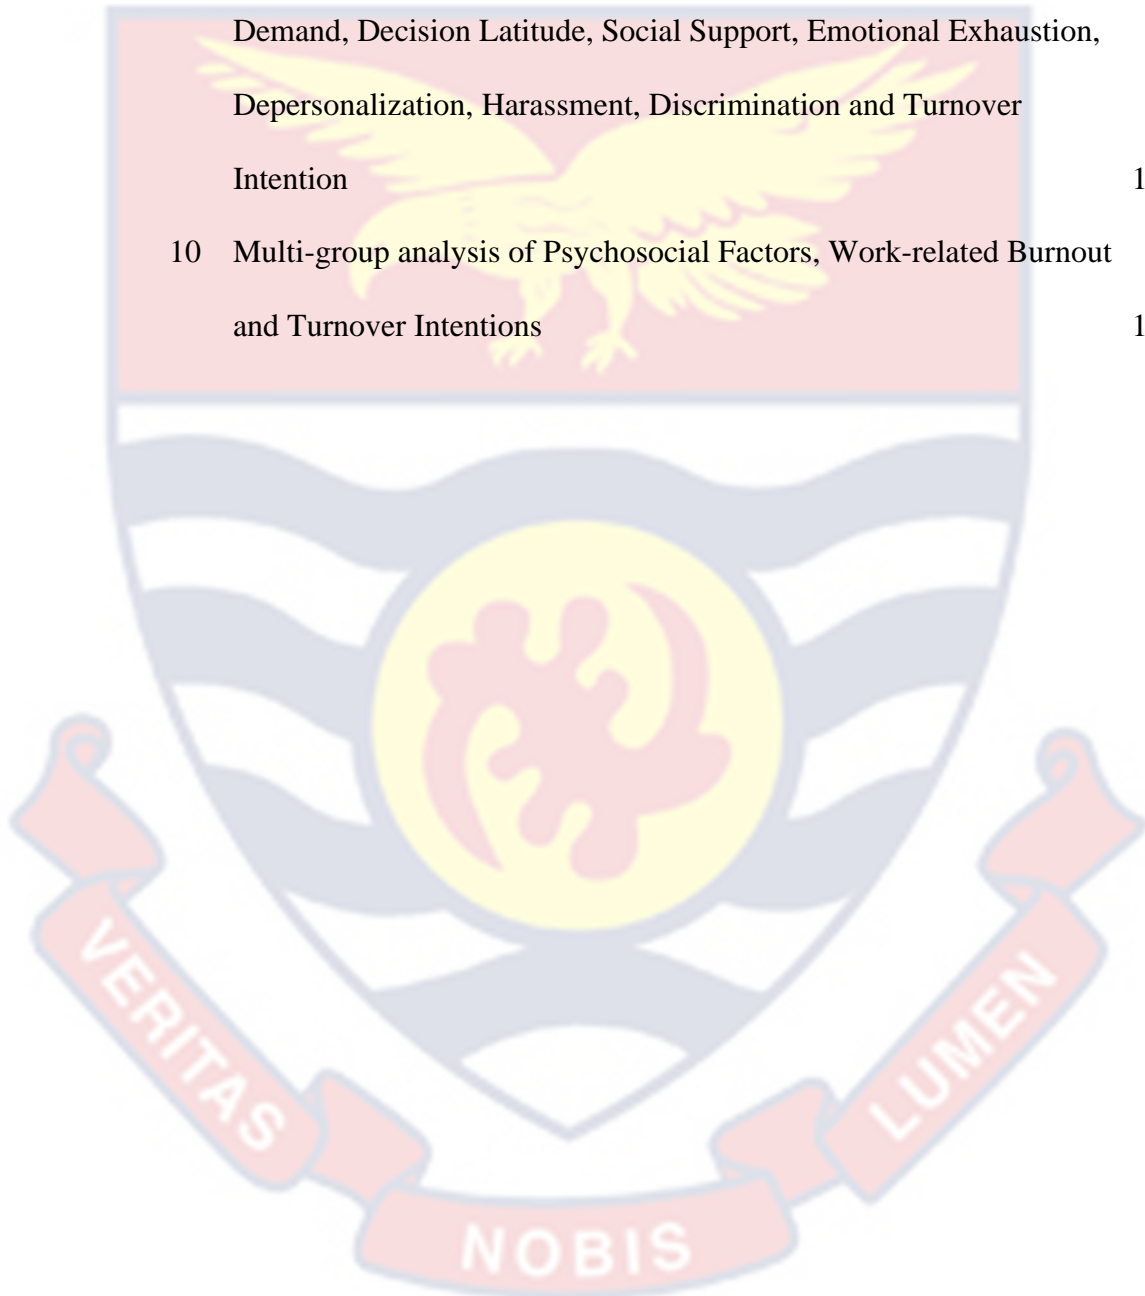 Demand, Decision Latitude, Social Support, Emotional Exhaustion,
Depersonalization, Harassment, Discrimination and Turnover
Intention 1
10 Multi-group analysis of Psychosocial Factors, Work-related Burnout
and Turnover Intentions 1
VERITAS
NOBIS
LUMEN